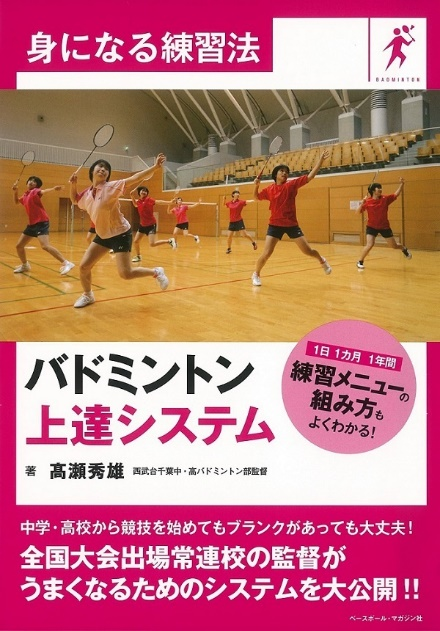 身になる練習法
BADMINTON
1日 1カ月 1年間
練習メニューの
組み方も
よくわかる!
バドミントン
上達システム
著 髙瀬秀雄 西武台千葉中・高バドミントン部監督
中学・高校から競技を始めてもブランクがあっても大丈夫!
全国大会出場常連校の監督が
うまくなるためのシステムを大公開!!
ベースボール・マガジン社